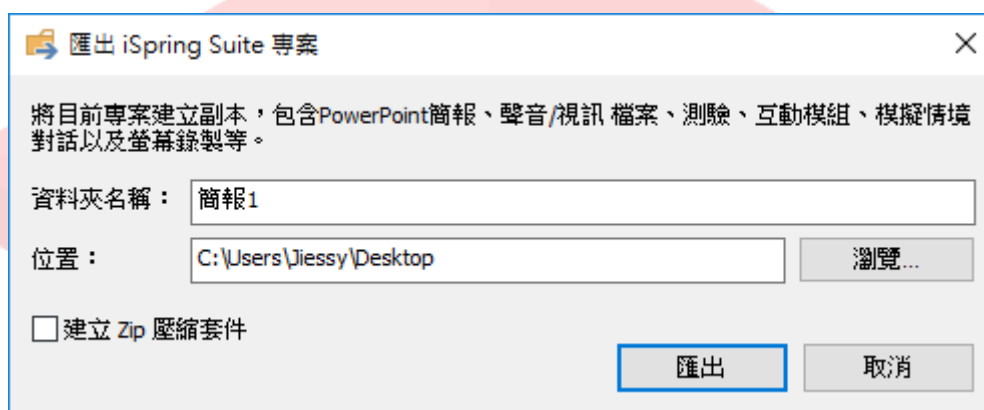 匯出 iSpring Suite 專案
將目前專案建立副本，包含PowerPoint簡報、聲音/視訊 檔案、測驗、互動模組、模擬情境
對話以及螢幕錄製等。
資料夾名稱： 簡報1
位置： C:\Users\Jiessy\Desktop 瀏覽...
建立 Zip 壓縮套件
匯出 取消